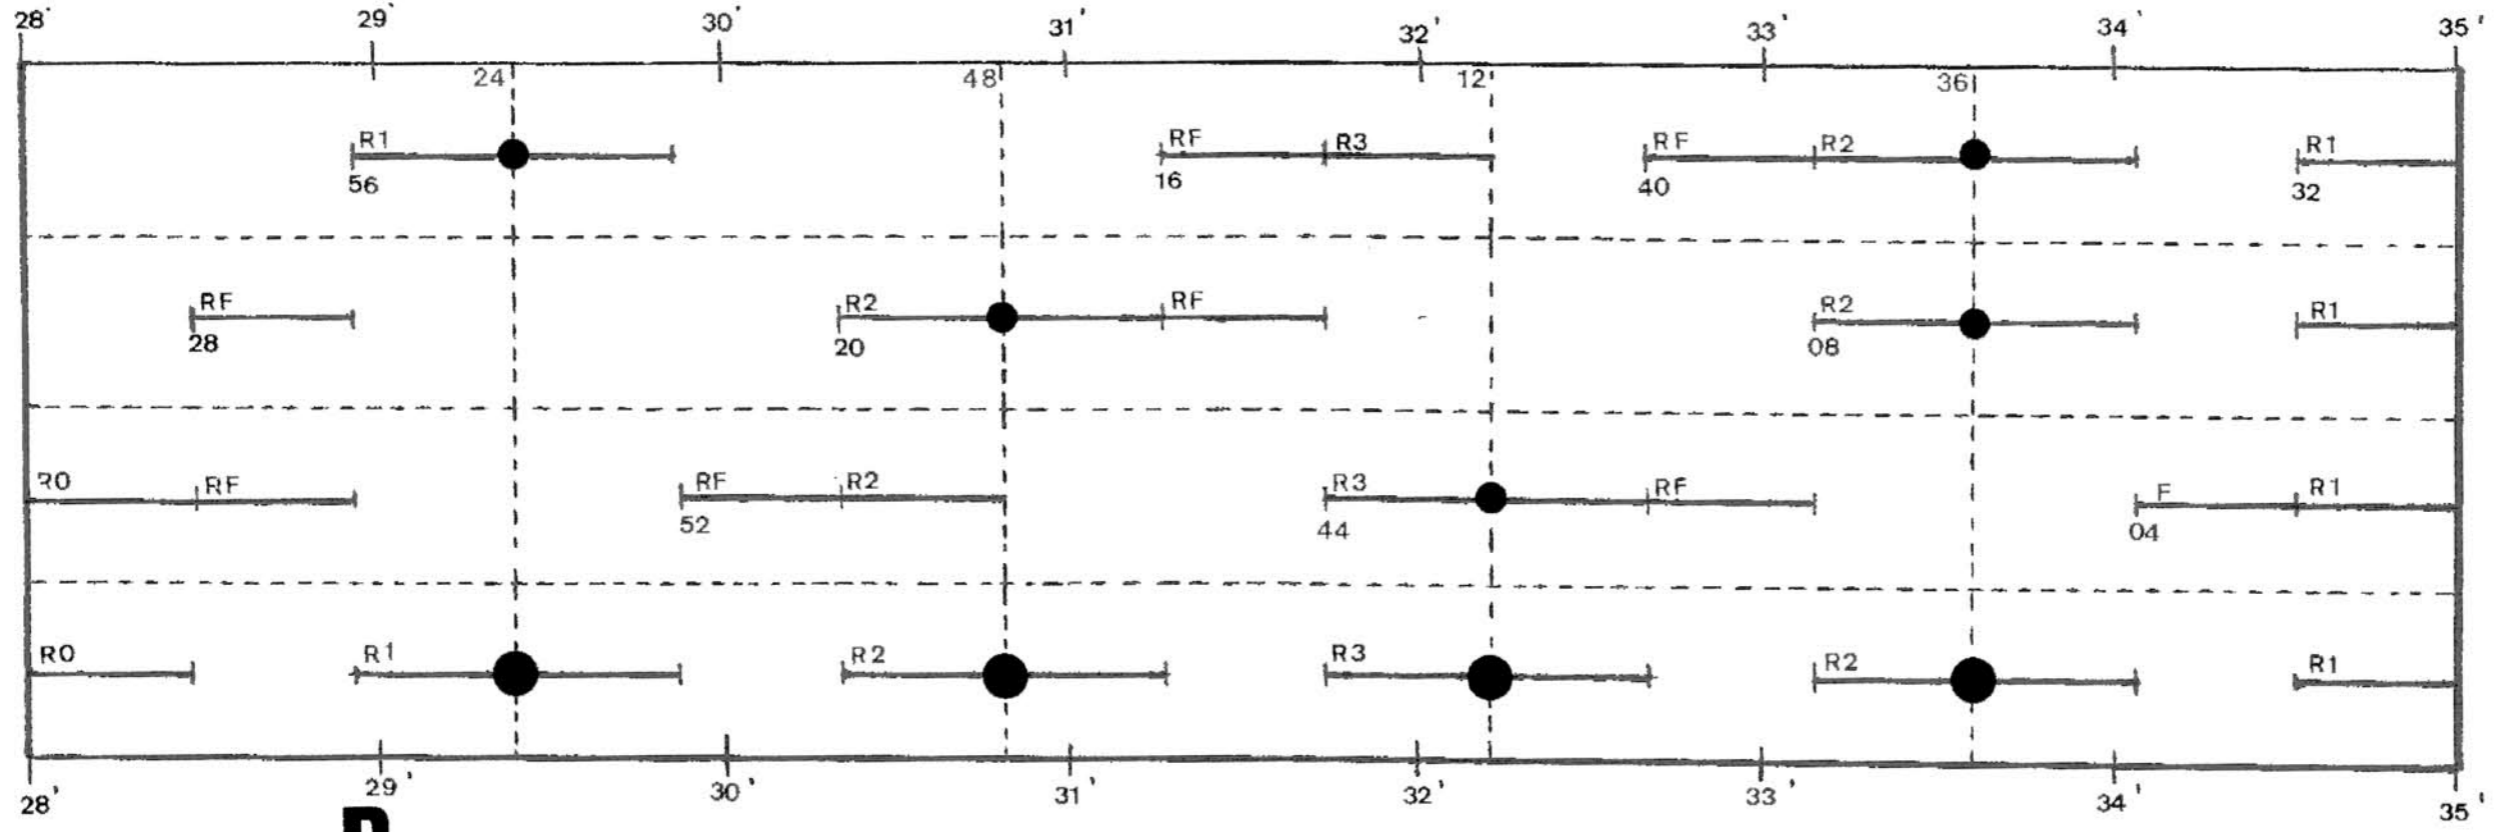 28' 29' 30' 31' 32' 33' 34' 35'
24 48 12' 36
R1 RF R3 RF R2 R1
56 16 40 32
RF R2 RF R2 R1
28 20 08
R0 RF RF R2 R3 RF F R1
52 44 04
R0 R1 R2 R3 R2 R1
28' 29' 30' 31' 32' 33' 34' 35'